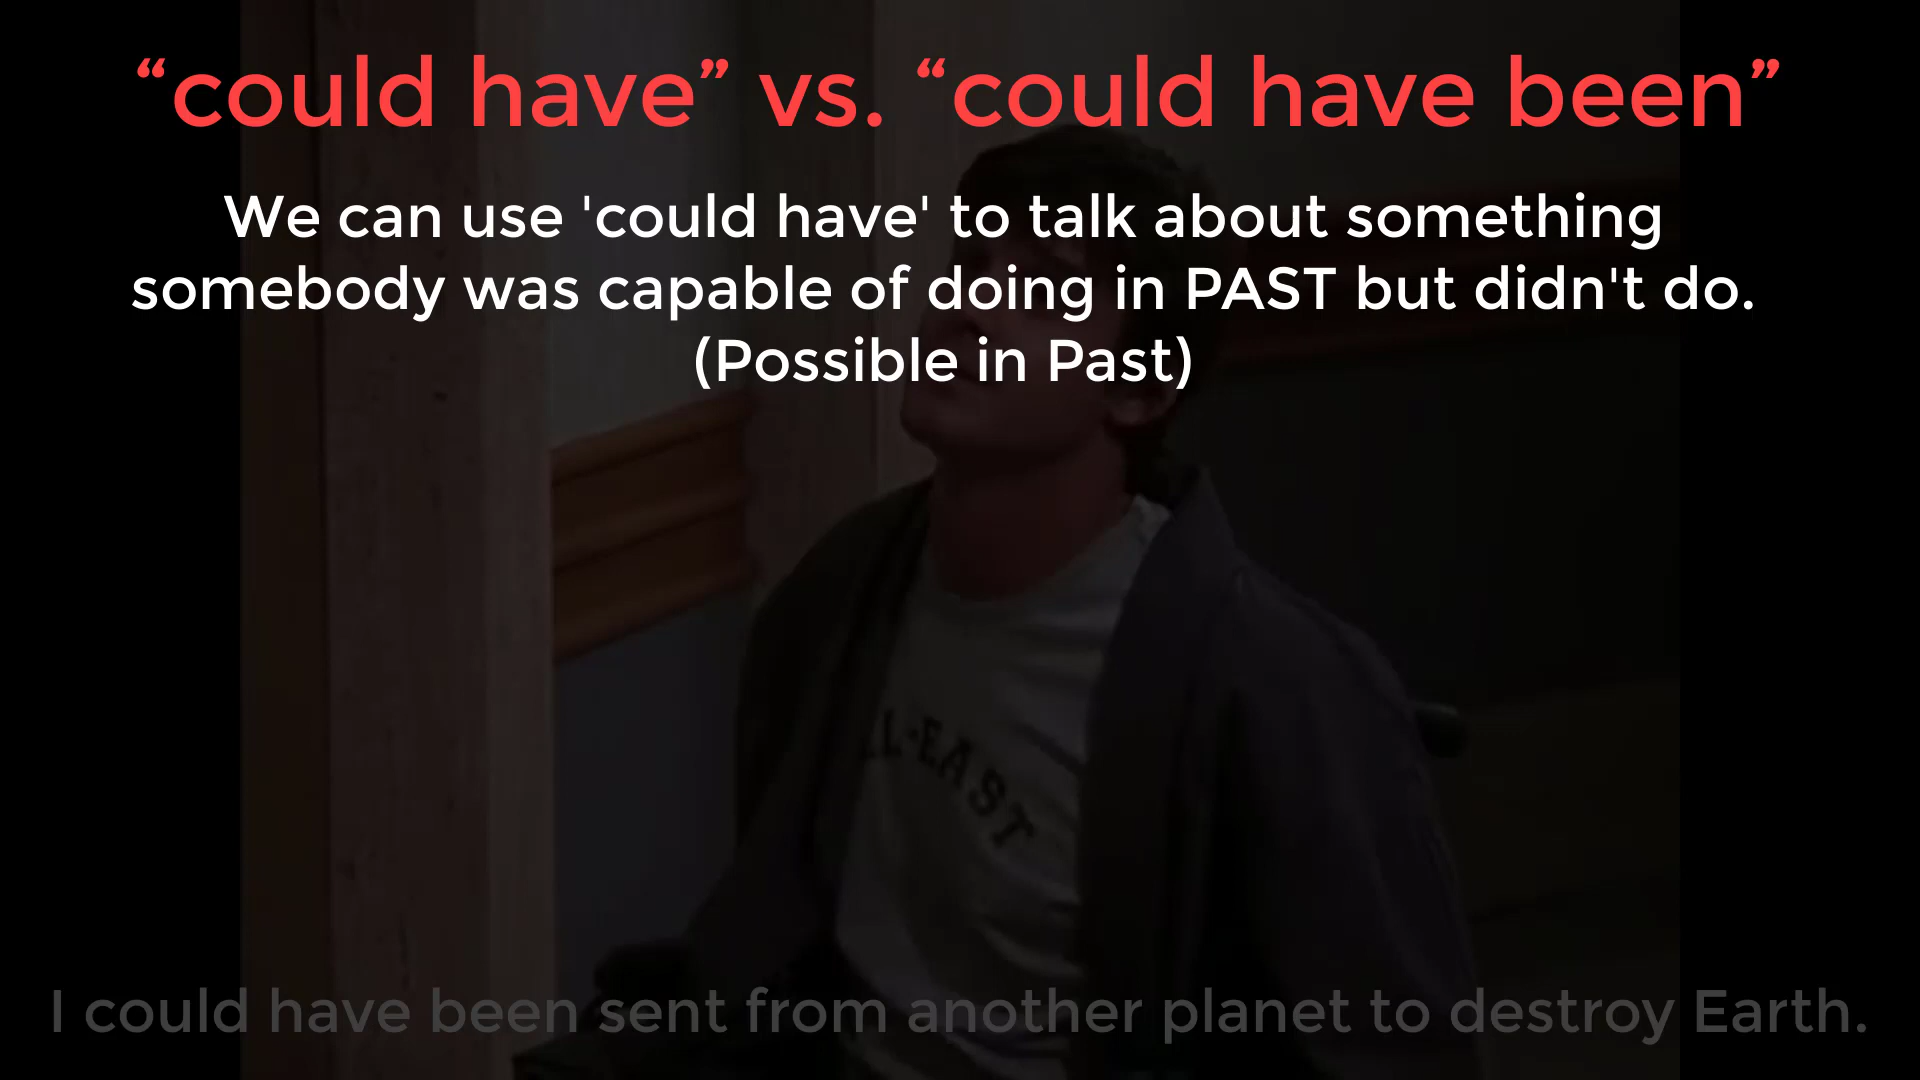 “could have” vs. “could have been”
We can use 'could have' to talk about something
somebody was capable of doing in PAST but didn't do.
(Possible in Past)
L-EAST
I could have been sent from another planet to destroy Earth.